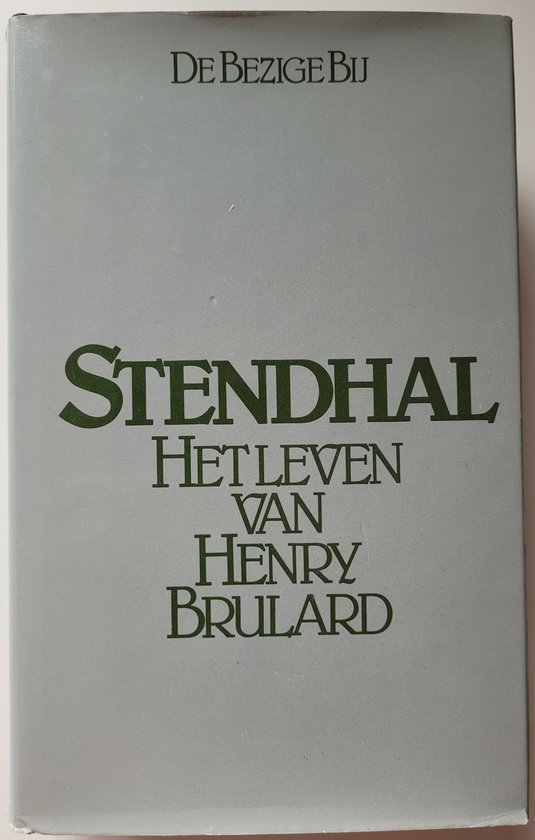 DE BEZIGE BIJ
STENDHAL
HET LEVEN
VAN
HENRY
BRULARD